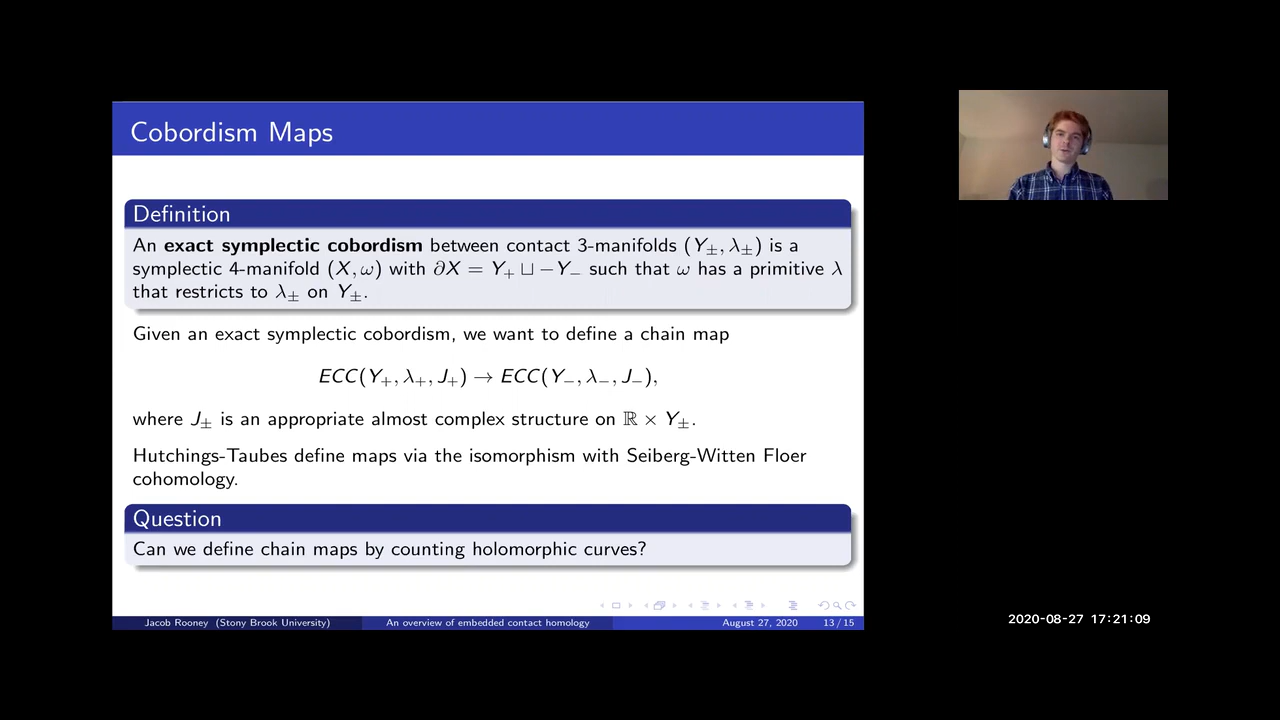 Cobordism Maps
Definition
An exact symplectic cobordism between contact 3-manifolds (Y±, λ±) is a
symplectic 4-manifold (X, ω) with ∂X = Y₊ ⊔ −Y₋ such that ω has a primitive λ
that restricts to λ± on Y±.
Given an exact symplectic cobordism, we want to define a chain map
ECC(Y₊, λ₊, J₊) → ECC(Y₋, λ₋, J₋),
where J± is an appropriate almost complex structure on ℝ × Y±.
Hutchings-Taubes define maps via the isomorphism with Seiberg-Witten Floer
cohomology.
Question
Can we define chain maps by counting holomorphic curves?
Jacob Rooney (Stony Brook University) An overview of embedded contact homology August 27, 2020 13 / 15
2020-08-27 17:21:09